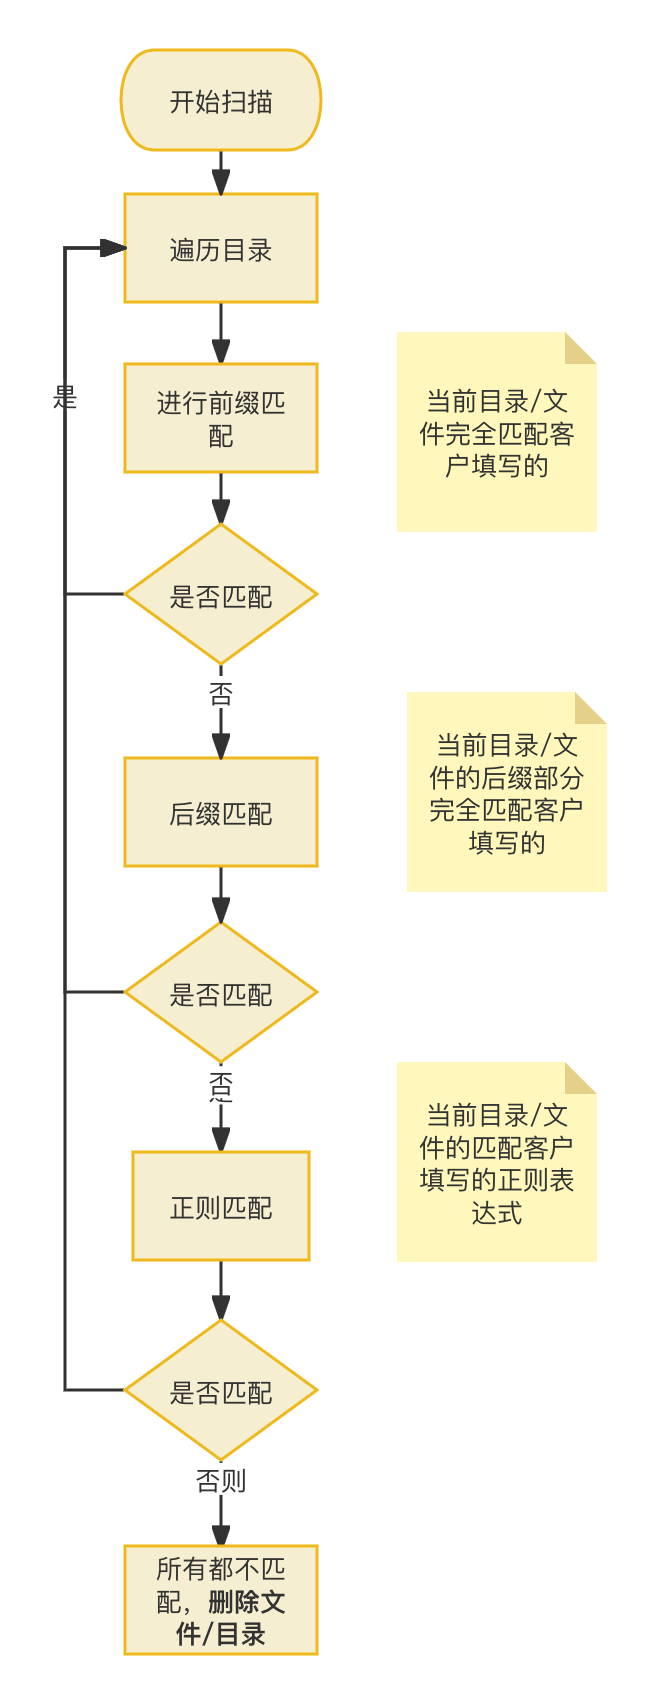 开始扫描
遍历目录
是
进行前缀匹
配
当前目录/文
件完全匹配客
户填写的
是否匹配
否
当前目录/文
件的后缀部分
完全匹配客户
填写的
后缀匹配
是否匹配
否
当前目录/文
件的匹配客户
填写的正则表
达式
正则匹配
是否匹配
否则
所有都不匹
配，删除文
件/目录